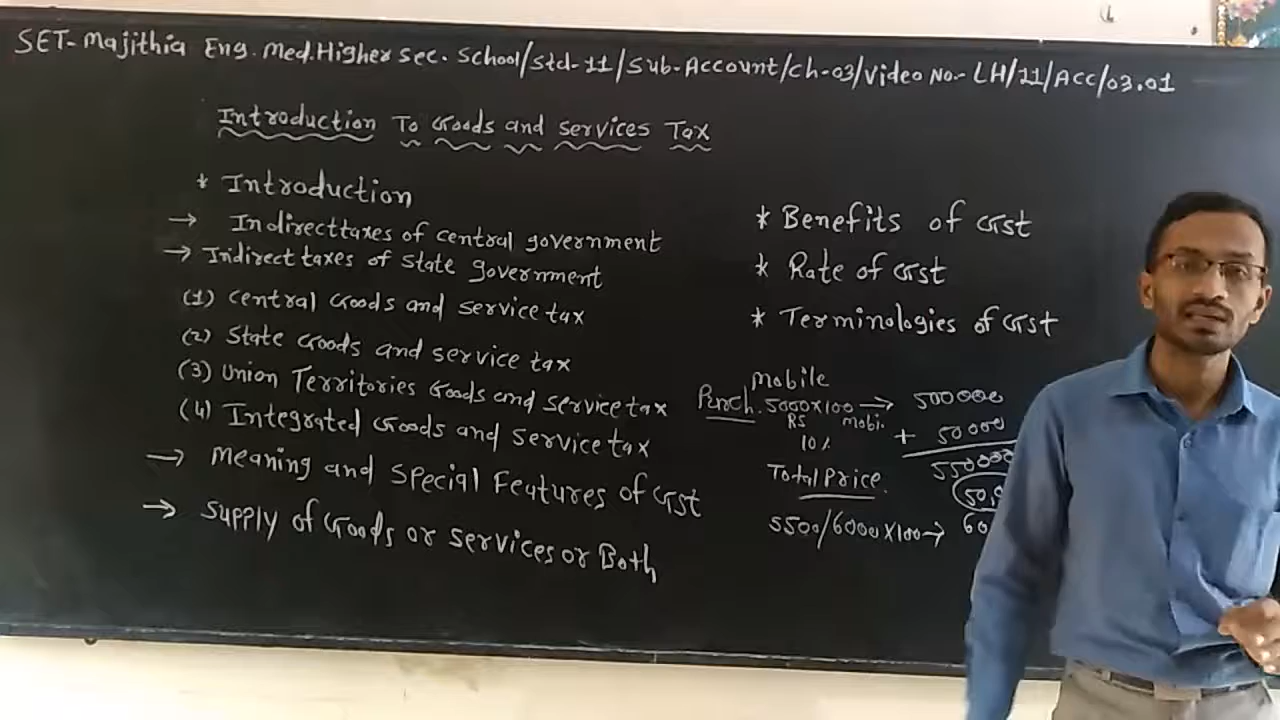 SET- Majithia Eng. Med. Higher Sec. School/Std-11/Sub-Account/Ch-03/Video No.- LH/11/ACC/03.01
Introduction To Goods and services Tax
* Introduction
→ Indirecttaxes of central government
→ Indirect taxes of State government
(1) Central Goods and service tax
(2) State Goods and service tax
(3) Union Territories Goods and service tax
(4) Integrated Goods and service tax
→ Meaning and Special Features of Gst
→ Supply of Goods or services or Both
* Benefits of Gst
* Rate of Gst
* Terminologies of Gst
Mobile
Purch. 5000x100 → 500000
RS mobi.
10% + 50000
Total Price 550000
50,
5500/6000x100→ 60